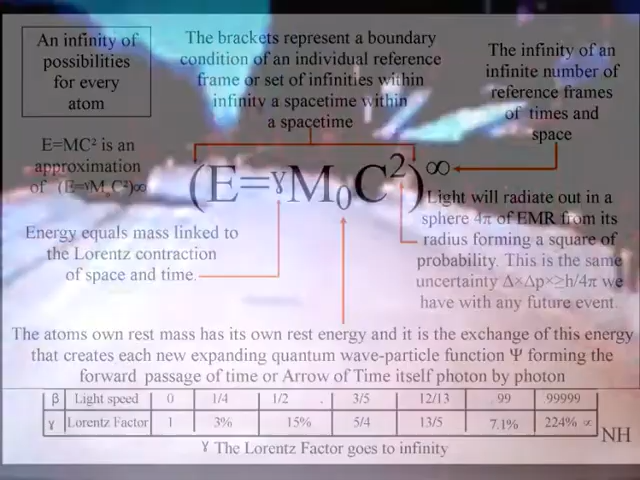 An infinity of
possibilities
for every
atom
The brackets represent a boundary
condition of an individual reference
frame or set of infinities within
infinity a spacetime within
a spacetime
The infinity of an
infinite number of
reference frames
of times and
space
E=MC² is an
approximation
of (E=ɤM₀C²)∞
(E=ɤM₀C²)∞
Energy equals mass linked to
the Lorentz contraction
of space and time.
Light will radiate out in a
sphere 4π of EMR from its
radius forming a square of
probability. This is the same
uncertainty Δ×Δp×≥h/4π we
have with any future event.
The atoms own rest mass has its own rest energy and it is the exchange of this energy
that creates each new expanding quantum wave-particle function Ψ forming the
forward passage of time or Arrow of Time itself photon by photon
β Light speed 0 1/4 1/2 3/5 12/13 99 99999
ɤ Lorentz Factor 1 3% 15% 5/4 13/5 7.1% 224% ∝
ɤ The Lorentz Factor goes to infinity
NH